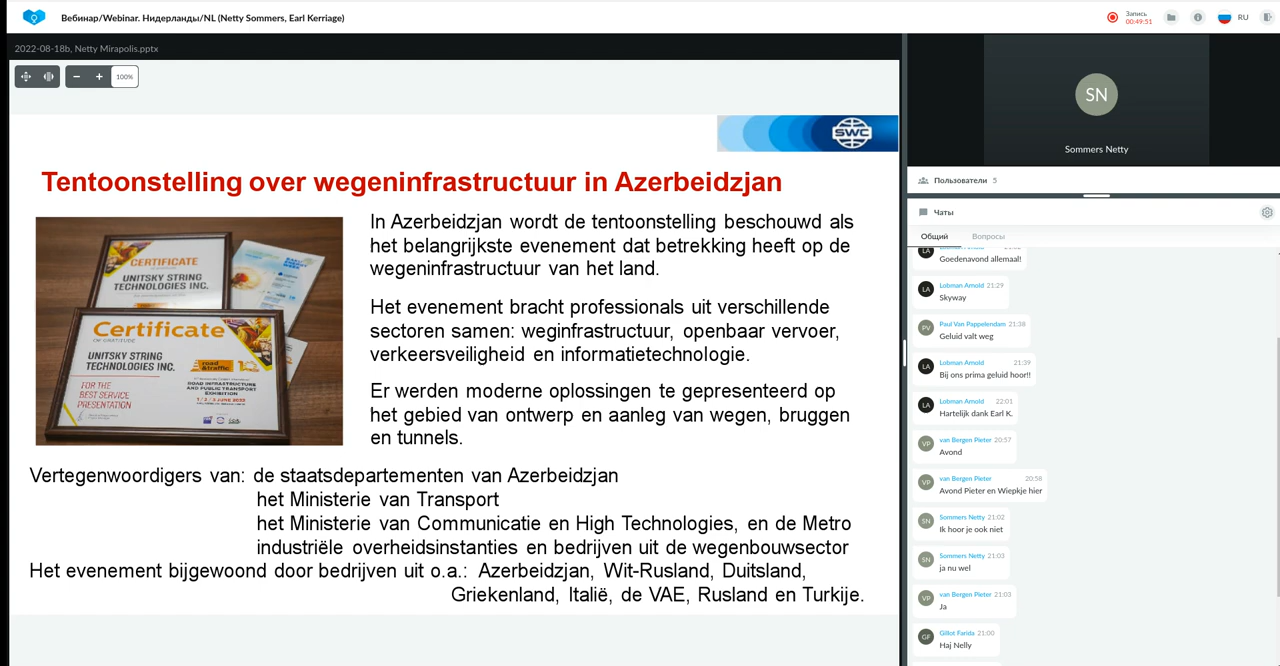 Вебинар/Webinar. Нидерланды/NL (Netty Sommers, Earl Kerriage)
Запись
00:49:51
RU
2022-08-18b, Netty Mirapolis.pptx
100%
SWC
Tentoonstelling over wegeninfrastructuur in Azerbeidzjan
CERTIFICATE
UNITSKY STRING
TECHNOLOGIES INC.
Certificate
OF GRATITUDE
UNITSKY STRING
TECHNOLOGIES INC.
FOR THE
BEST SERVICE
PRESENTATION
road
&traffic
ROAD INFRASTRUCTURE
AND PUBLIC TRANSPORT
EXHIBITION
In Azerbeidzjan wordt de tentoonstelling beschouwd als
het belangrijkste evenement dat betrekking heeft op de
wegeninfrastructuur van het land.
Het evenement bracht professionals uit verschillende
sectoren samen: weginfrastructuur, openbaar vervoer,
verkeersveiligheid en informatietechnologie.
Er werden moderne oplossingen te gepresenteerd op
het gebied van ontwerp en aanleg van wegen, bruggen
en tunnels.
Vertegenwoordigers van: de staatsdepartementen van Azerbeidzjan
het Ministerie van Transport
het Ministerie van Communicatie en High Technologies, en de Metro
industriële overheidsinstanties en bedrijven uit de wegenbouwsector
Het evenement bijgewoond door bedrijven uit o.a.: Azerbeidzjan, Wit-Rusland, Duitsland,
Griekenland, Italië, de VAE, Rusland en Turkije.
SN
Sommers Netty
Пользователи 5
Чаты
Общий Вопросы
LA
Goedenavond allemaal!
LA Lobman Arnold 21:29
Skyway
PV Paul Van Pappelendam 21:38
Geluid valt weg
LA Lobman Arnold 21:39
Bij ons prima geluid hoor!!
LA Lobman Arnold 22:01
Hartelijk dank Earl K.
VP van Bergen Pieter 20:57
Avond
VP van Bergen Pieter 20:58
Avond Pieter en Wiepkje hier
SN Sommers Netty 21:02
Ik hoor je ook niet
SN Sommers Netty 21:03
ja nu wel
VP van Bergen Pieter 21:03
Ja
GF Gillot Farida 21:00
Haj Nelly